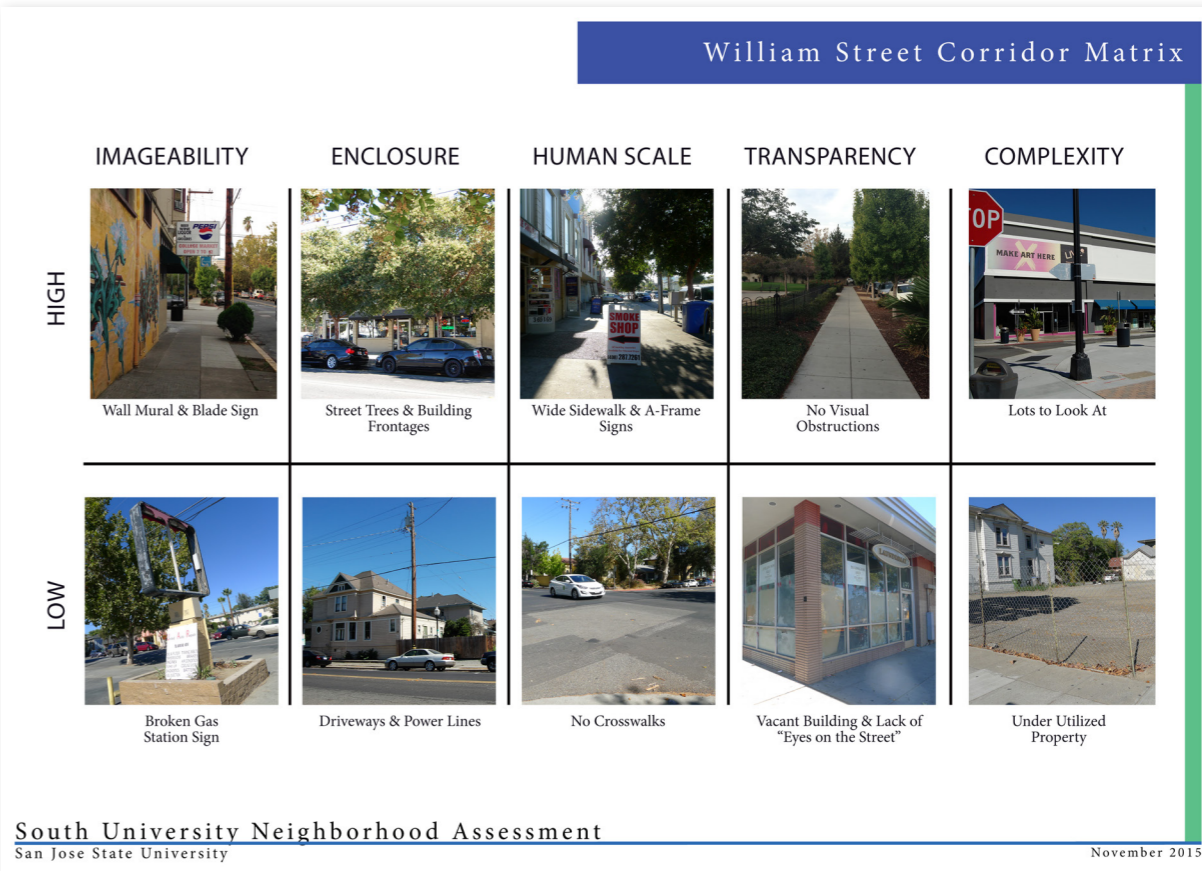 William Street Corridor Matrix
IMAGEABILITY
ENCLOSURE
HUMAN SCALE
TRANSPARENCY
COMPLEXITY
HIGH
PEPSI
SMOKE
SHOP
TOP
MAKE ART HERE
Wall Mural & Blade Sign
Street Trees & Building
Frontages
Wide Sidewalk & A-Frame
Signs
No Visual
Obstructions
Lots to Look At
LOW
Broken Gas
Station Sign
Driveways & Power Lines
No Crosswalks
Vacant Building & Lack of
“Eyes on the Street”
Under Utilized
Property
South University Neighborhood Assessment
San Jose State University
November 2015